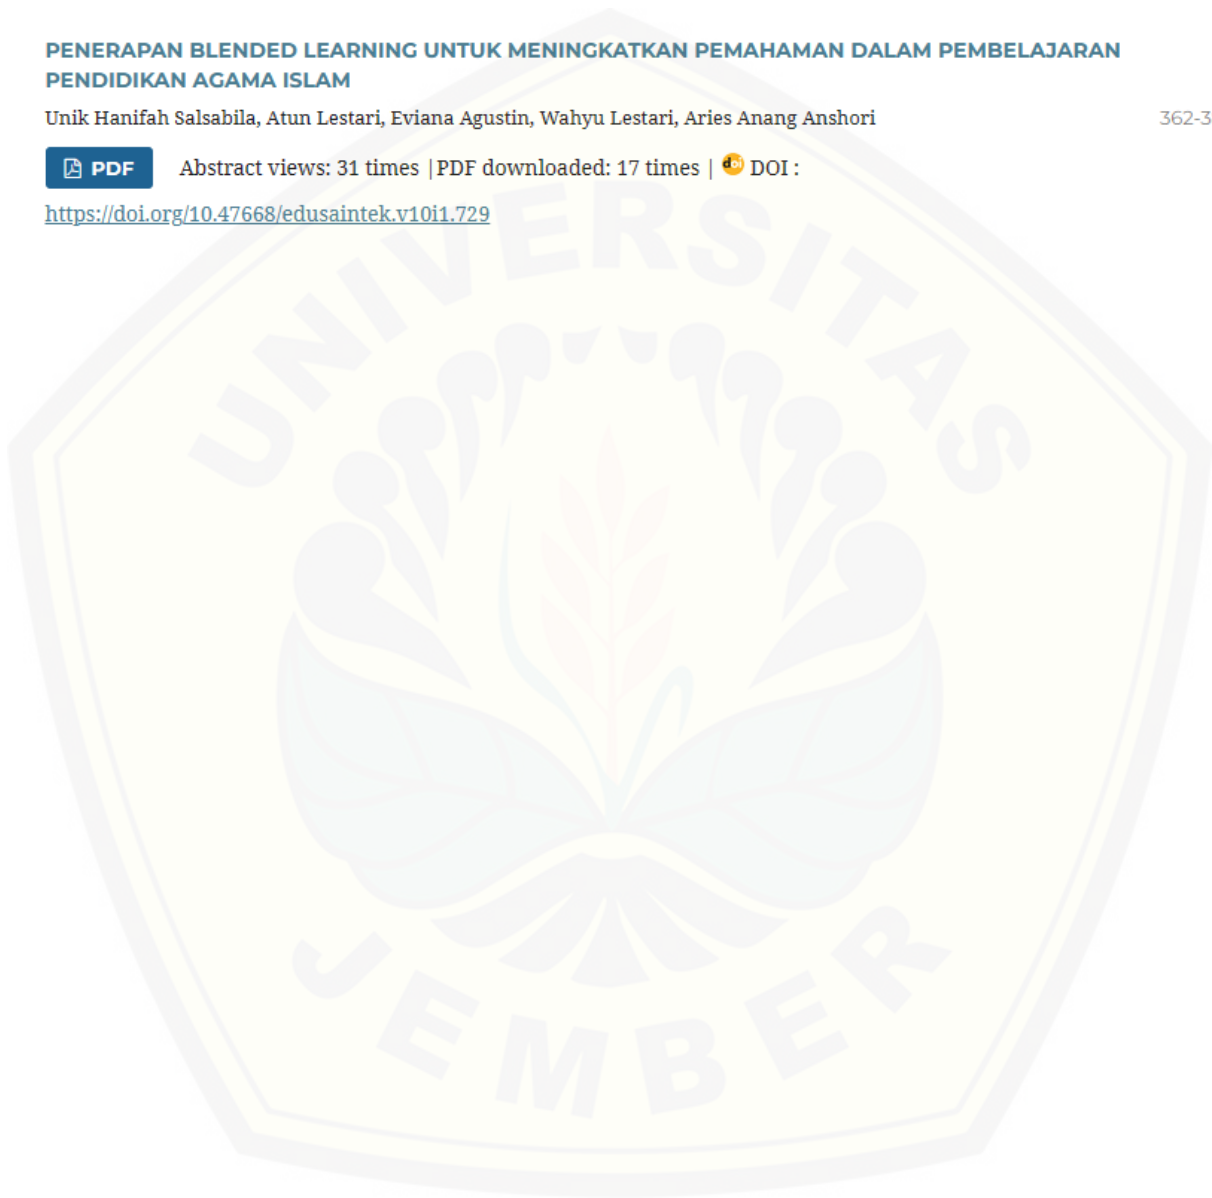 PENERAPAN BLENDED LEARNING UNTUK MENINGKATKAN PEMAHAMAN DALAM PEMBELAJARAN
PENDIDIKAN AGAMA ISLAM
Unik Hanifah Salsabila, Atun Lestari, Eviana Agustin, Wahyu Lestari, Aries Anang Anshori 362-3
PDF Abstract views: 31 times |PDF downloaded: 17 times | doi DOI :
https://doi.org/10.47668/edusaintek.v10i1.729
UNIVERSITAS
JEMBER